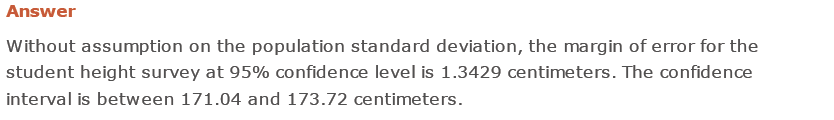 Answer
Without assumption on the population standard deviation, the margin of error for the
student height survey at 95% confidence level is 1.3429 centimeters. The confidence
interval is between 171.04 and 173.72 centimeters.